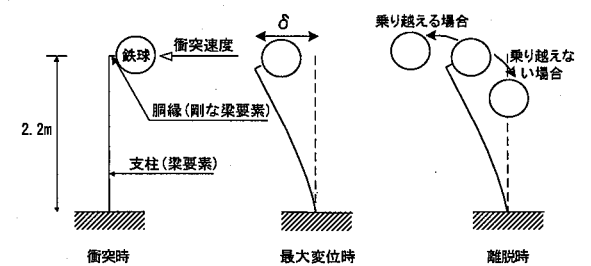 δ
鉄球
衝突速度
2.2m
胴縁(剛な梁要素)
支柱(梁要素)
乗り越える場合
乗り越えな
い場合
衝突時
最大変位時
離脱時